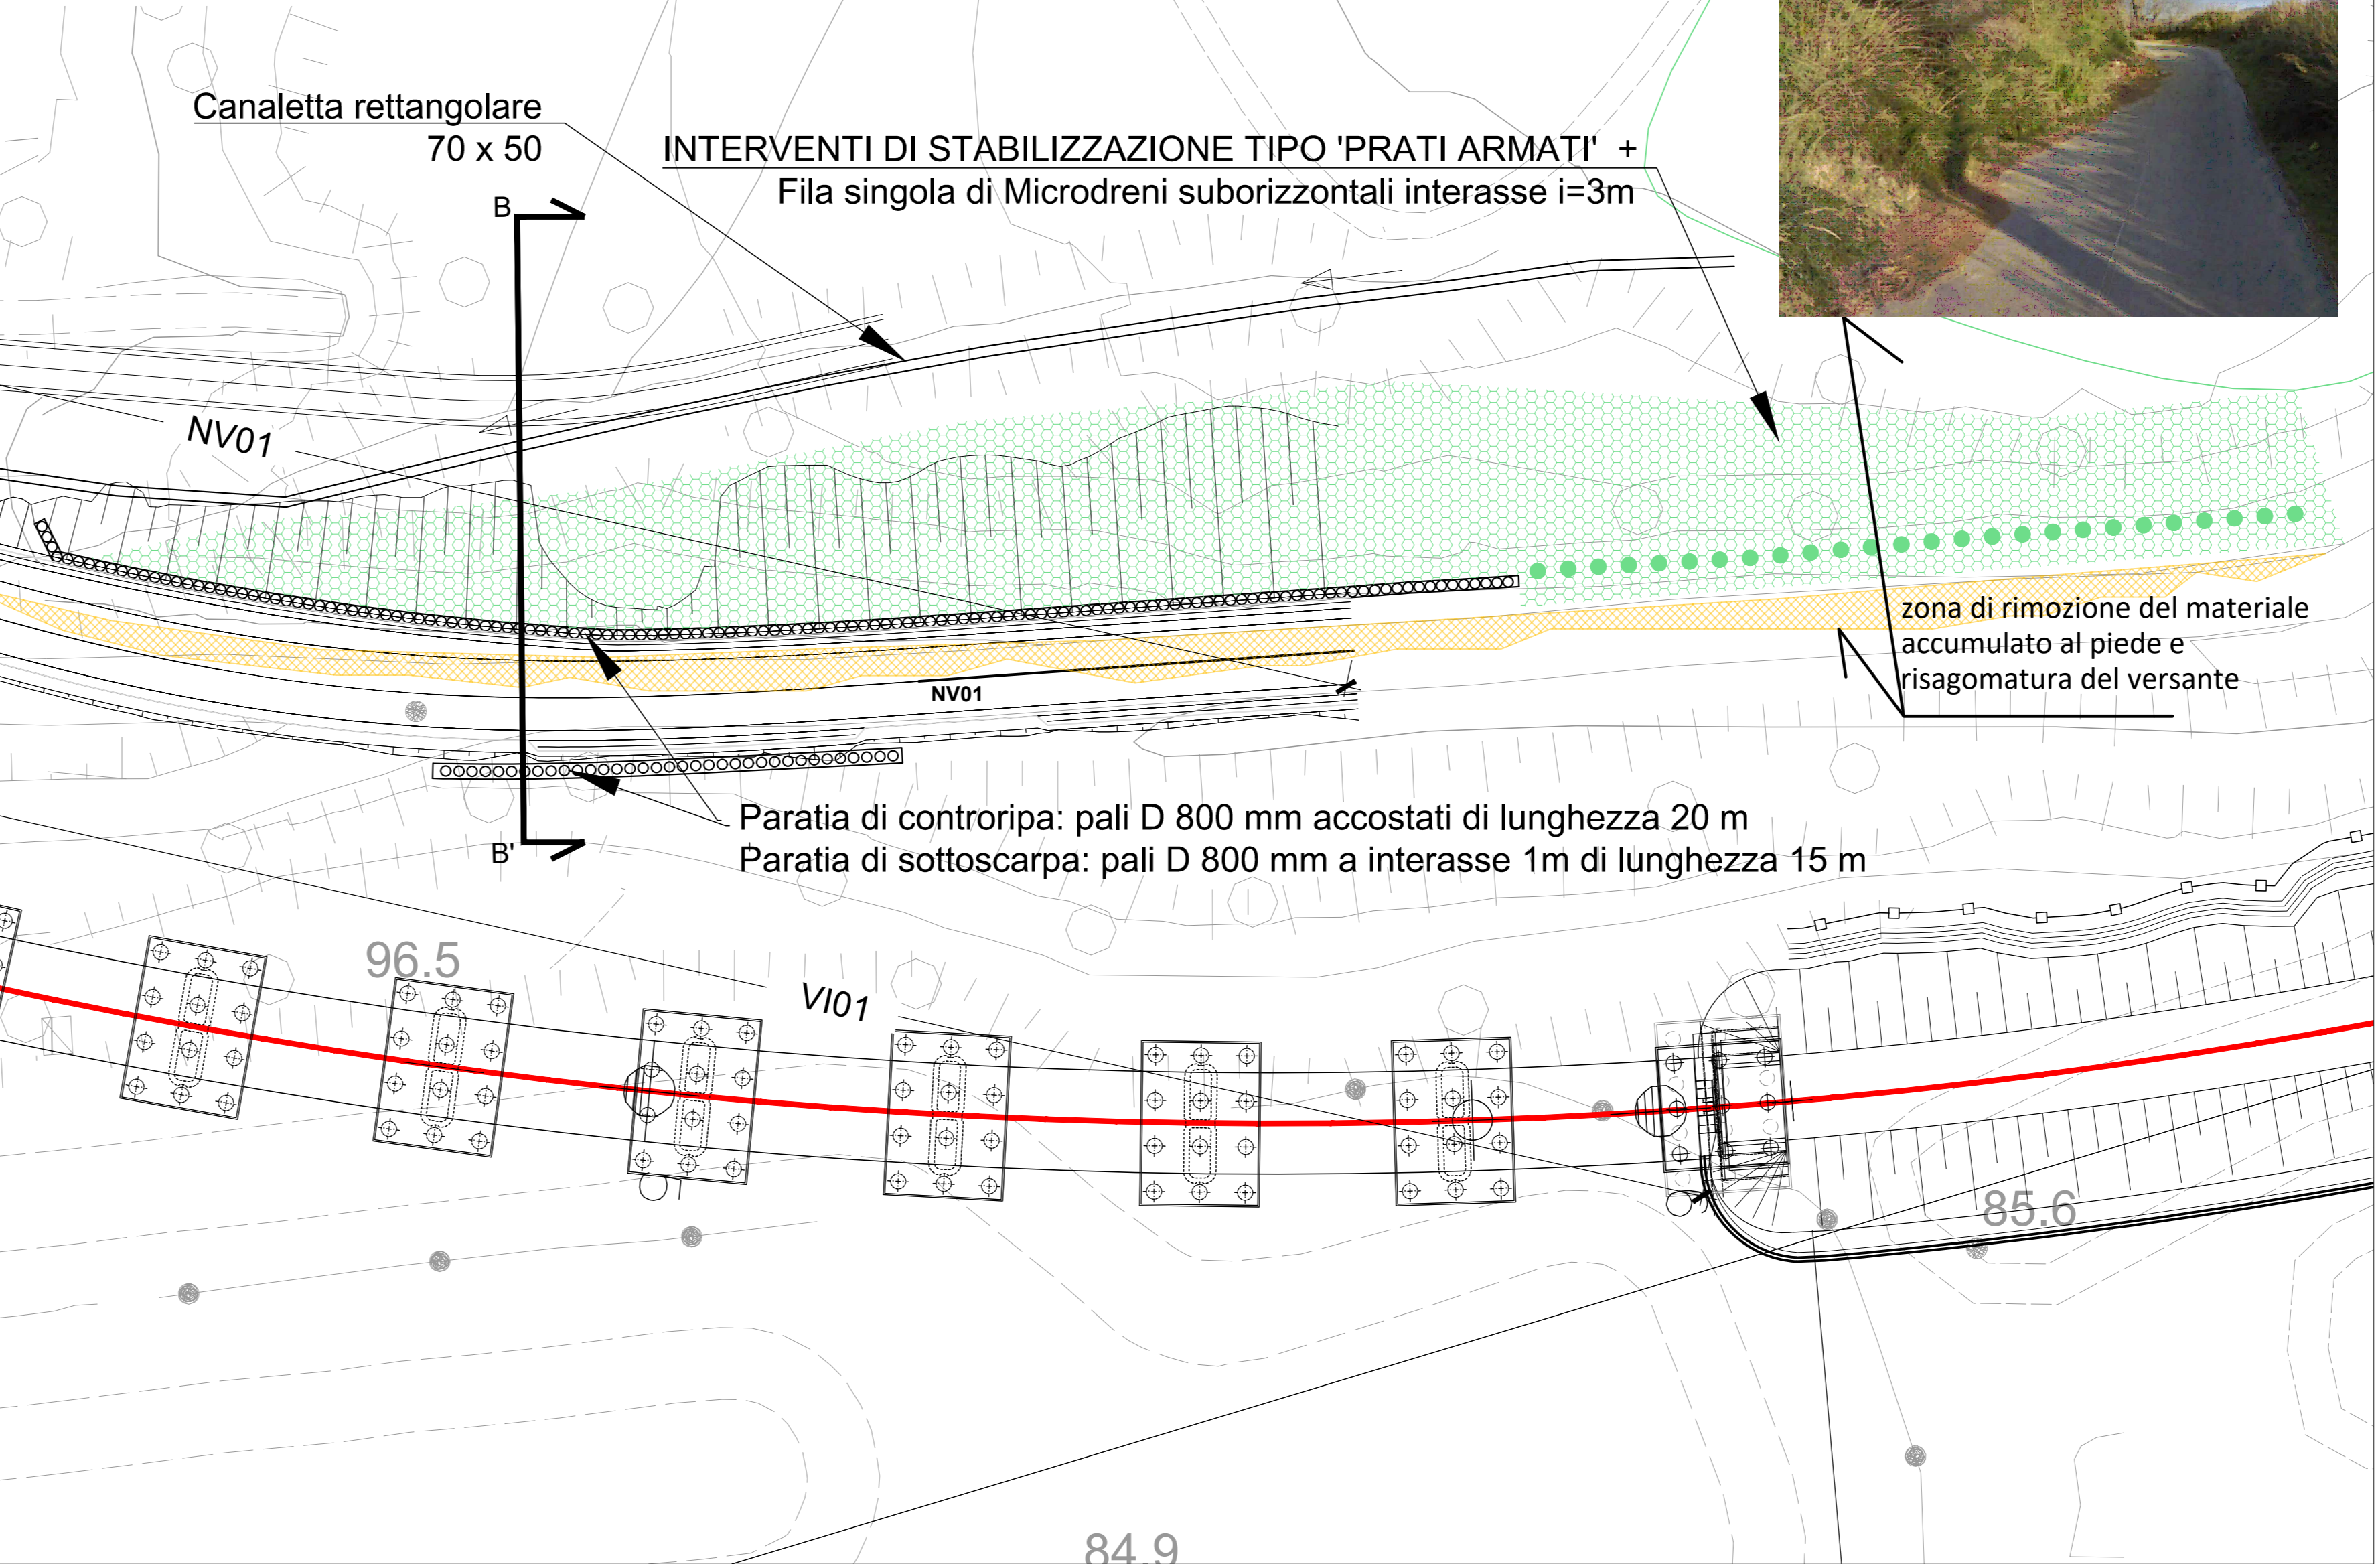 Canaletta rettangolare
70 x 50
INTERVENTI DI STABILIZZAZIONE TIPO 'PRATI ARMATI' +
Fila singola di Microdreni suborizzontali interasse i=3m
B
NV01
zona di rimozione del materiale
accumulato al piede e
risagomatura del versante
NV01
Paratia di controripa: pali D 800 mm accostati di lunghezza 20 m
Paratia di sottoscarpa: pali D 800 mm a interasse 1m di lunghezza 15 m
B'
96.5
VI01
85.6
84.9